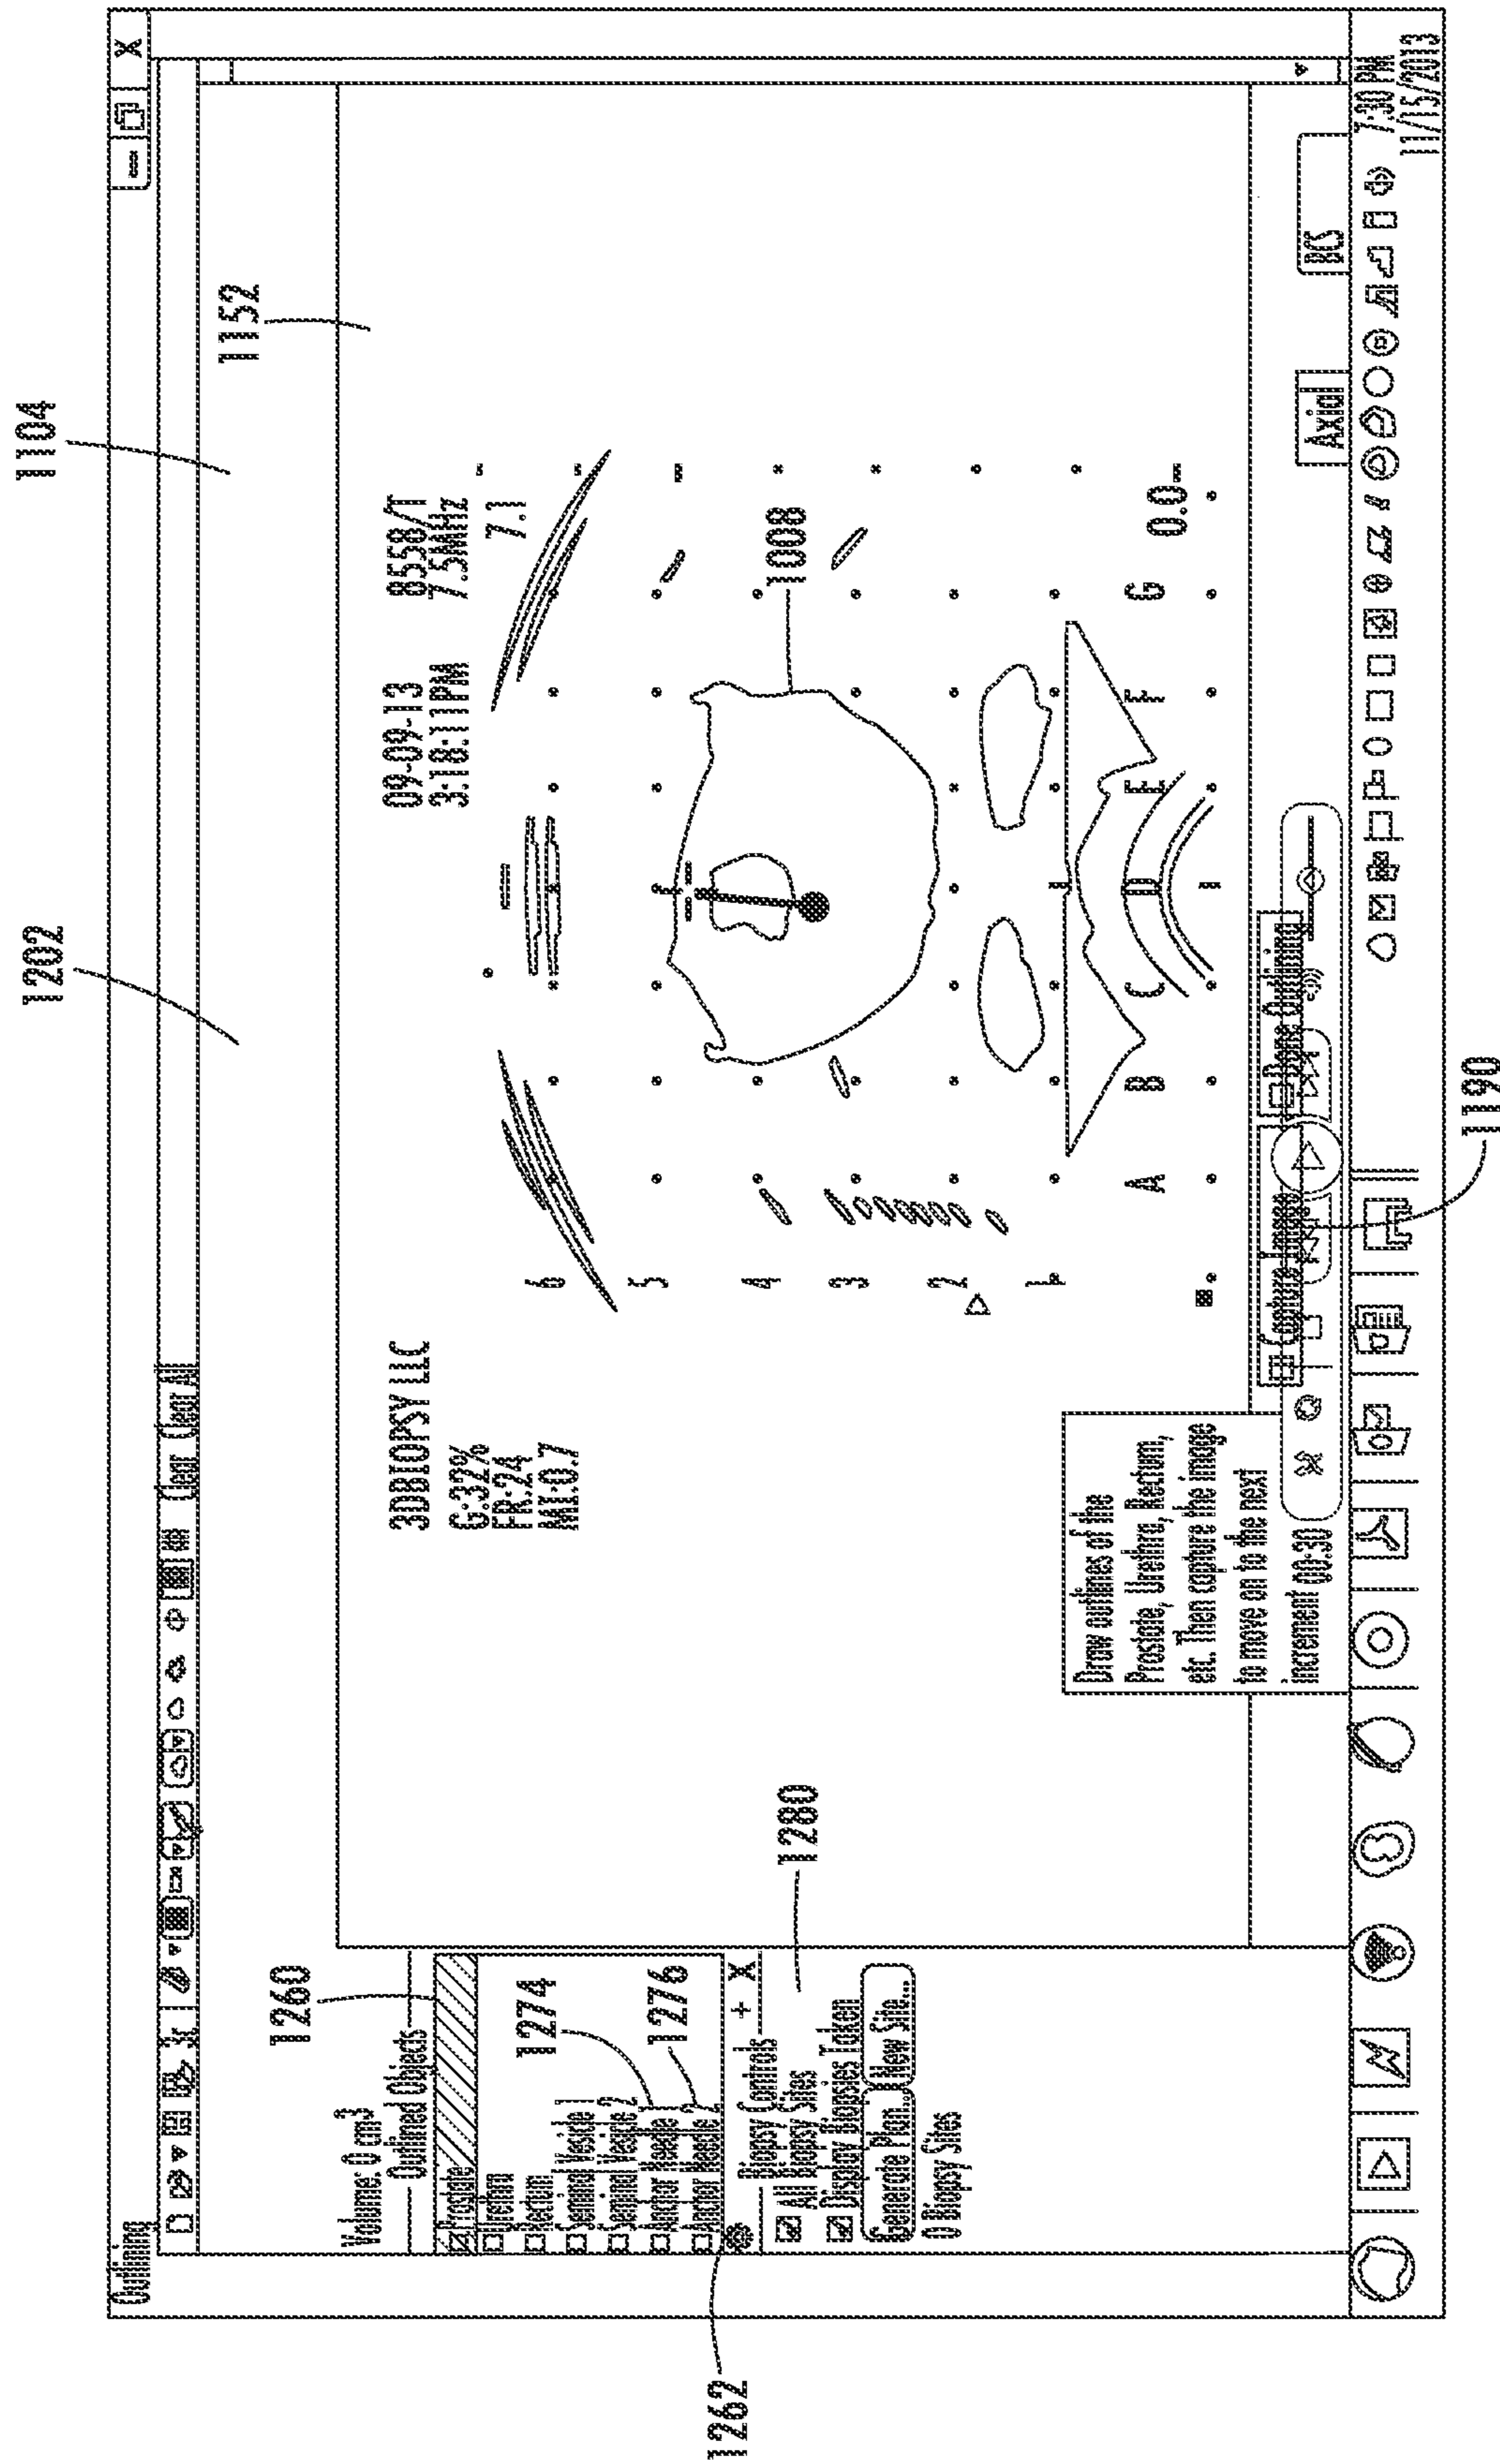 1202
1104
1152
Outlining
Clear Clear All
Volume: 0 cm3
Outlined Objects
1260
Prostate
Urethra
Rectum
Seminal Vesicle 1
Seminal Vesicle 2
Anchor Needle 1
Anchor Needle 2
1274
1276
1262
+ X
Biopsy Controls
All Biopsy Sites
All Biopsy Sites
Display Biopsies Taken
Generate Plan New Site...
0 Biopsy Sites
1280
3DBIOPSY LLC
G:32%
FR:24
MI:0.7
09-09-13 8558/T
3:18:11PM 7.5MHz
7.1
6
5
4
3
2
1
1008
A B C D E F G
0.0
Draw outlines of the
Prostate, Urethra, Rectum,
etc. Then capture the image
to move on to the next
increment
00:30
Capture Image
Done Outlining
Axial
BCS
7:30 PM
11/15/2013
1190